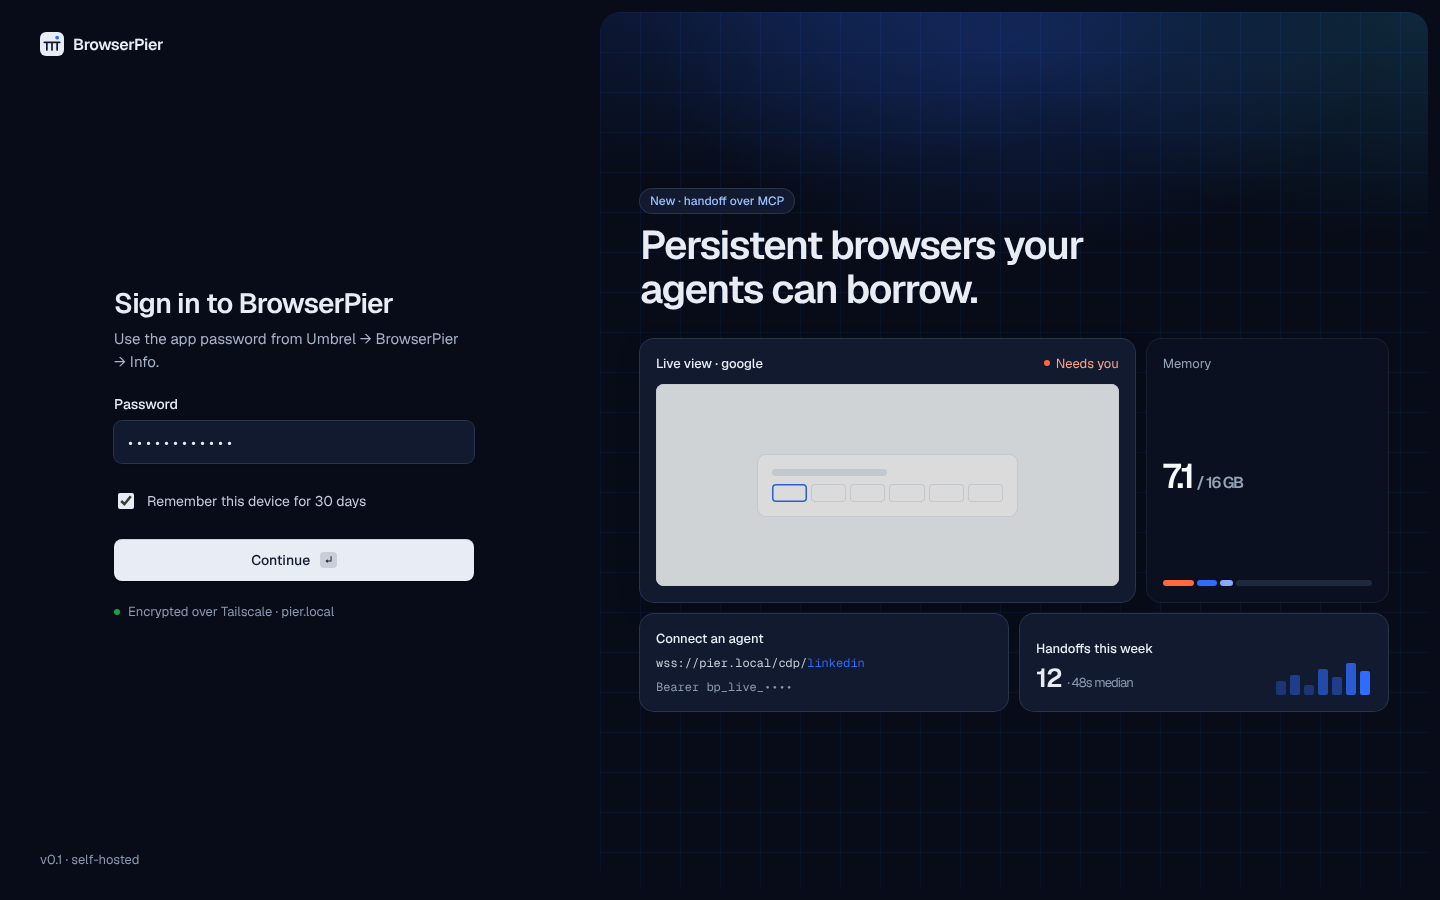 BrowserPier
Sign in to BrowserPier
Use the app password from Umbrel → BrowserPier
→ Info.
Password
••••••••••••
Remember this device for 30 days
Continue ↵
Encrypted over Tailscale · pier.local
v0.1 · self-hosted
New · handoff over MCP
Persistent browsers your
agents can borrow.
Live view · google
Needs you
Memory
7.1 / 16 GB
Connect an agent
wss://pier.local/cdp/linkedin
Bearer bp_live_••••
Handoffs this week
12 · 48s median